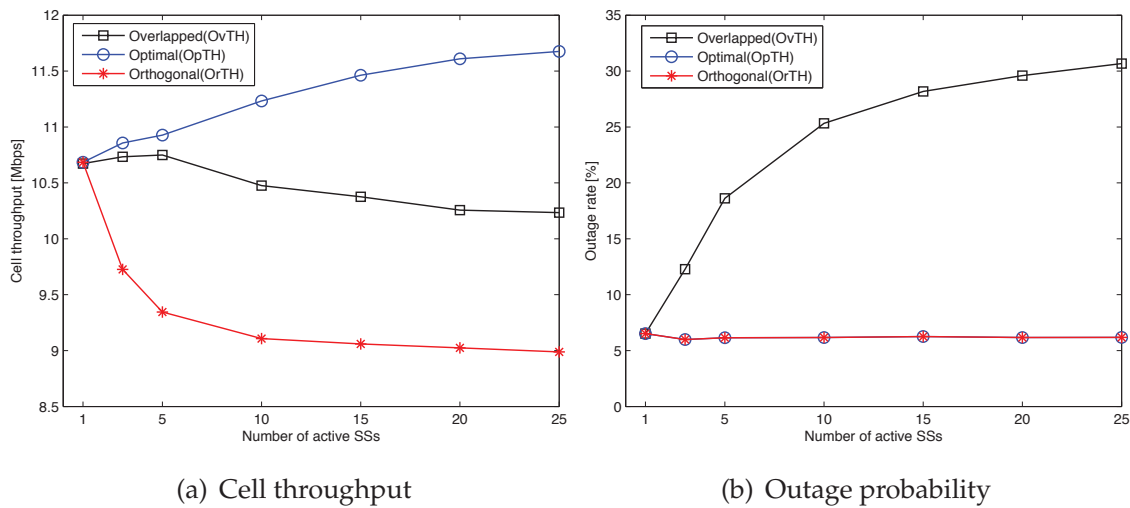 12
11.5
11
10.5
10
9.5
9
8.5
Cell throughput [Mbps]
Overlapped(OvTH)
Optimal(OpTH)
Orthogonal(OrTH)
1
5
10
15
20
25
Number of active SSs
(a) Cell throughput
35
30
25
20
15
10
5
0
Outage rate [%]
Overlapped(OvTH)
Optimal(OpTH)
Orthogonal(OrTH)
1
5
10
15
20
25
Number of active SSs
(b) Outage probability